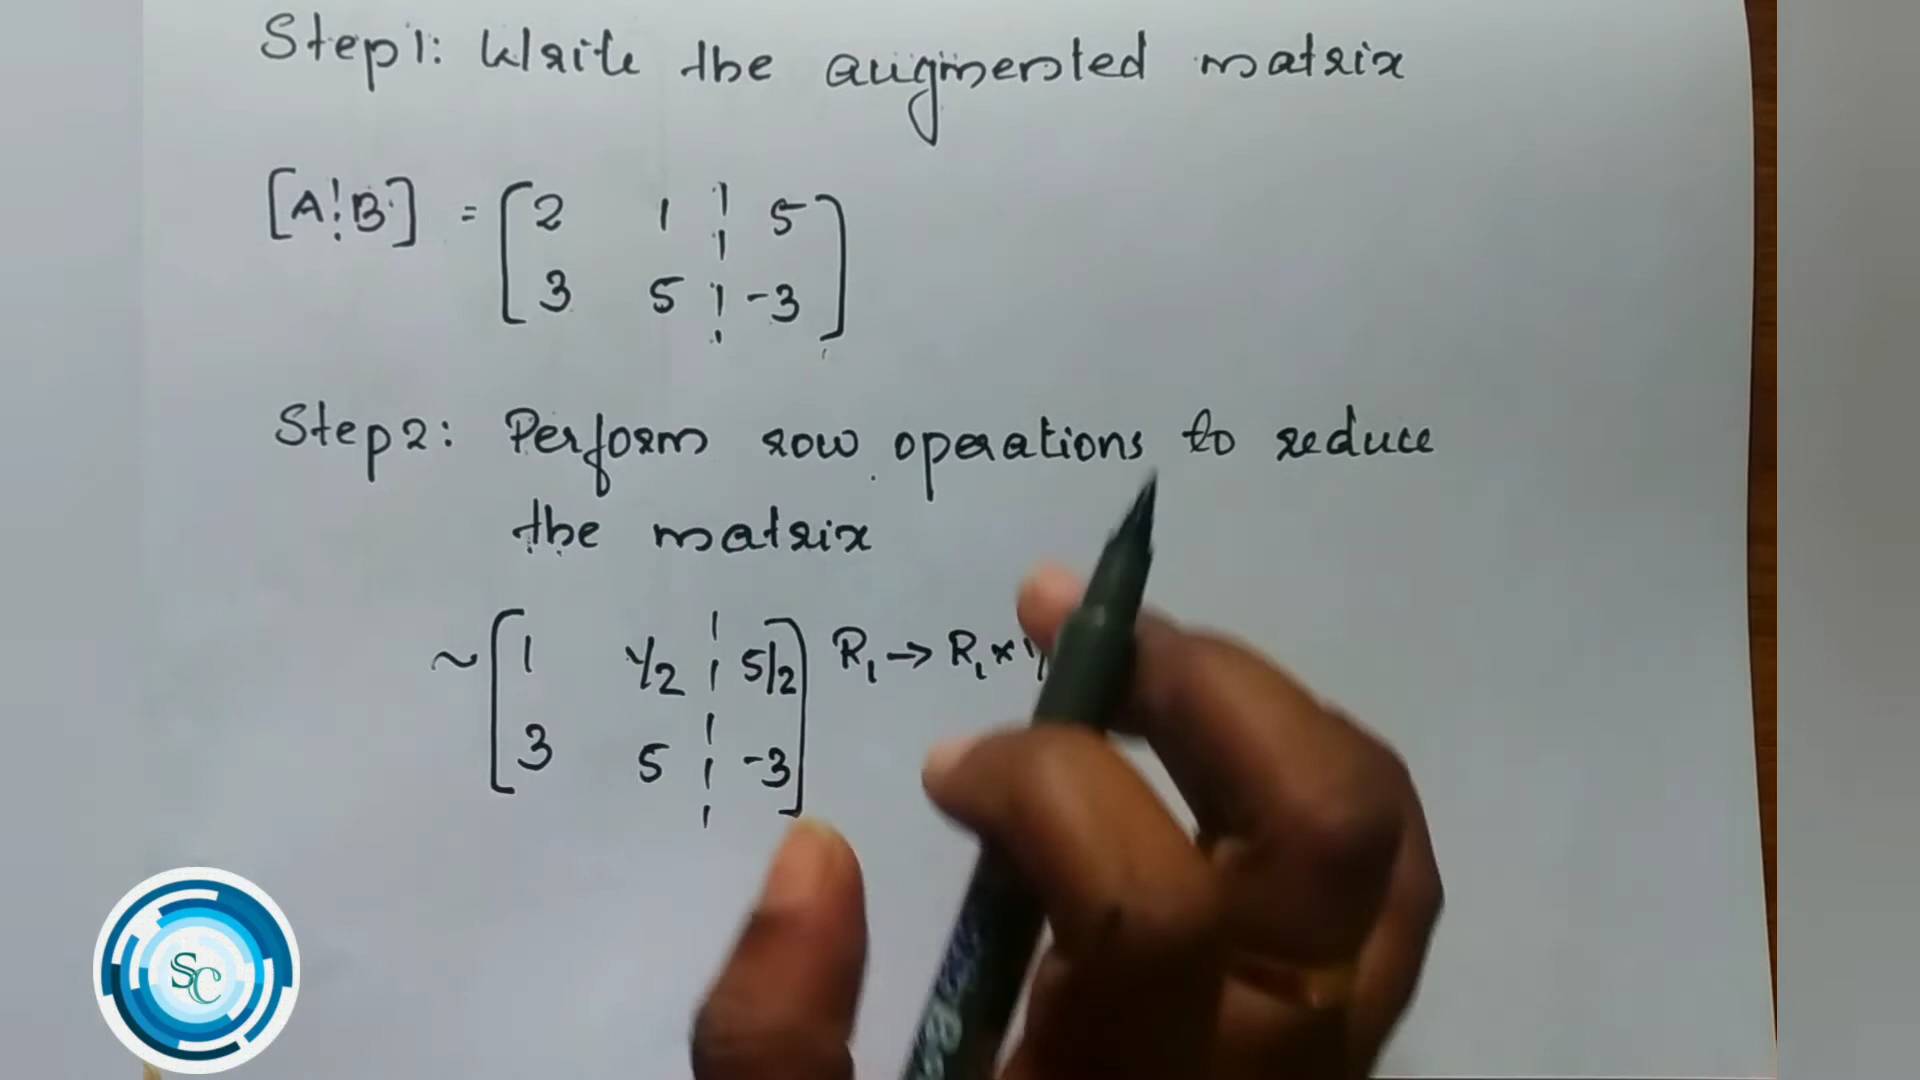 Step1: Write the augmented matrix
[A¦B] = [2 1 ¦ 5
3 5 ¦ -3]
Step2: Perform row operations to reduce
the matrix
~ [1 1/2 ¦ 5/2] R₁ → R₁ × 1/
3 5 ¦ -3]
SC